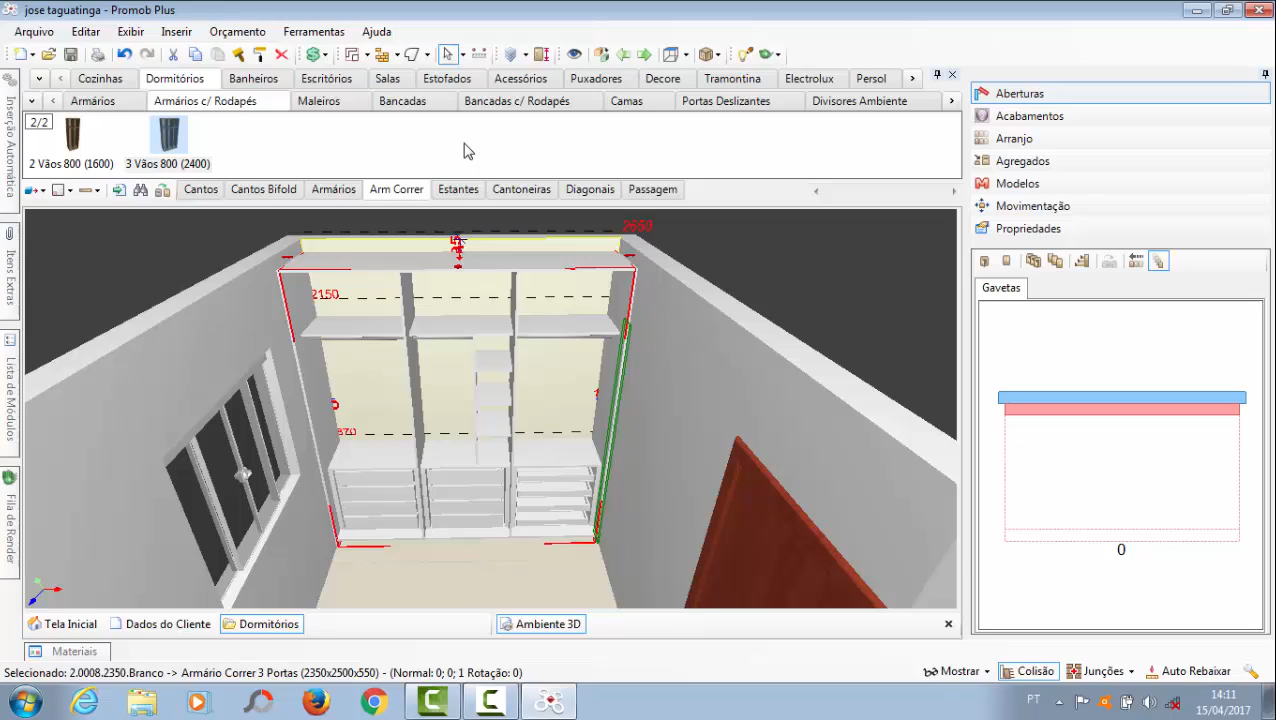 jose taguatinga - Promob Plus
Arquivo Editar Exibir Inserir Orçamento Ferramentas Ajuda
Cozinhas Dormitórios Banheiros Escritórios Salas Estofados Acessórios Puxadores Decore Tramontina Electrolux Persol
Armários Armários c/ Rodapés Maleiros Bancadas Bancadas c/ Rodapés Camas Portas Deslizantes Divisores Ambiente
2/2
2 Vãos 800 (1600) 3 Vãos 800 (2400)
Cantos Cantos Bifold Armários Arm Correr Estantes Cantoneiras Diagonais Passagem
Inserção Automática
Itens Extras
Lista de Módulos
Fila de Render
2650
2150
870
Aberturas
Acabamentos
Arranjo
Agregados
Modelos
Movimentação
Propriedades
Gavetas
0
Tela Inicial Dados do Cliente Dormitórios Ambiente 3D
Materiais
Selecionado: 2.0008.2350.Branco -> Armário Correr 3 Portas (2350x2500x550) - (Normal: 0; 0; 1 Rotação: 0)
Mostrar Colisão Junções Auto Rebaixar
PT
14:11
15/04/2017